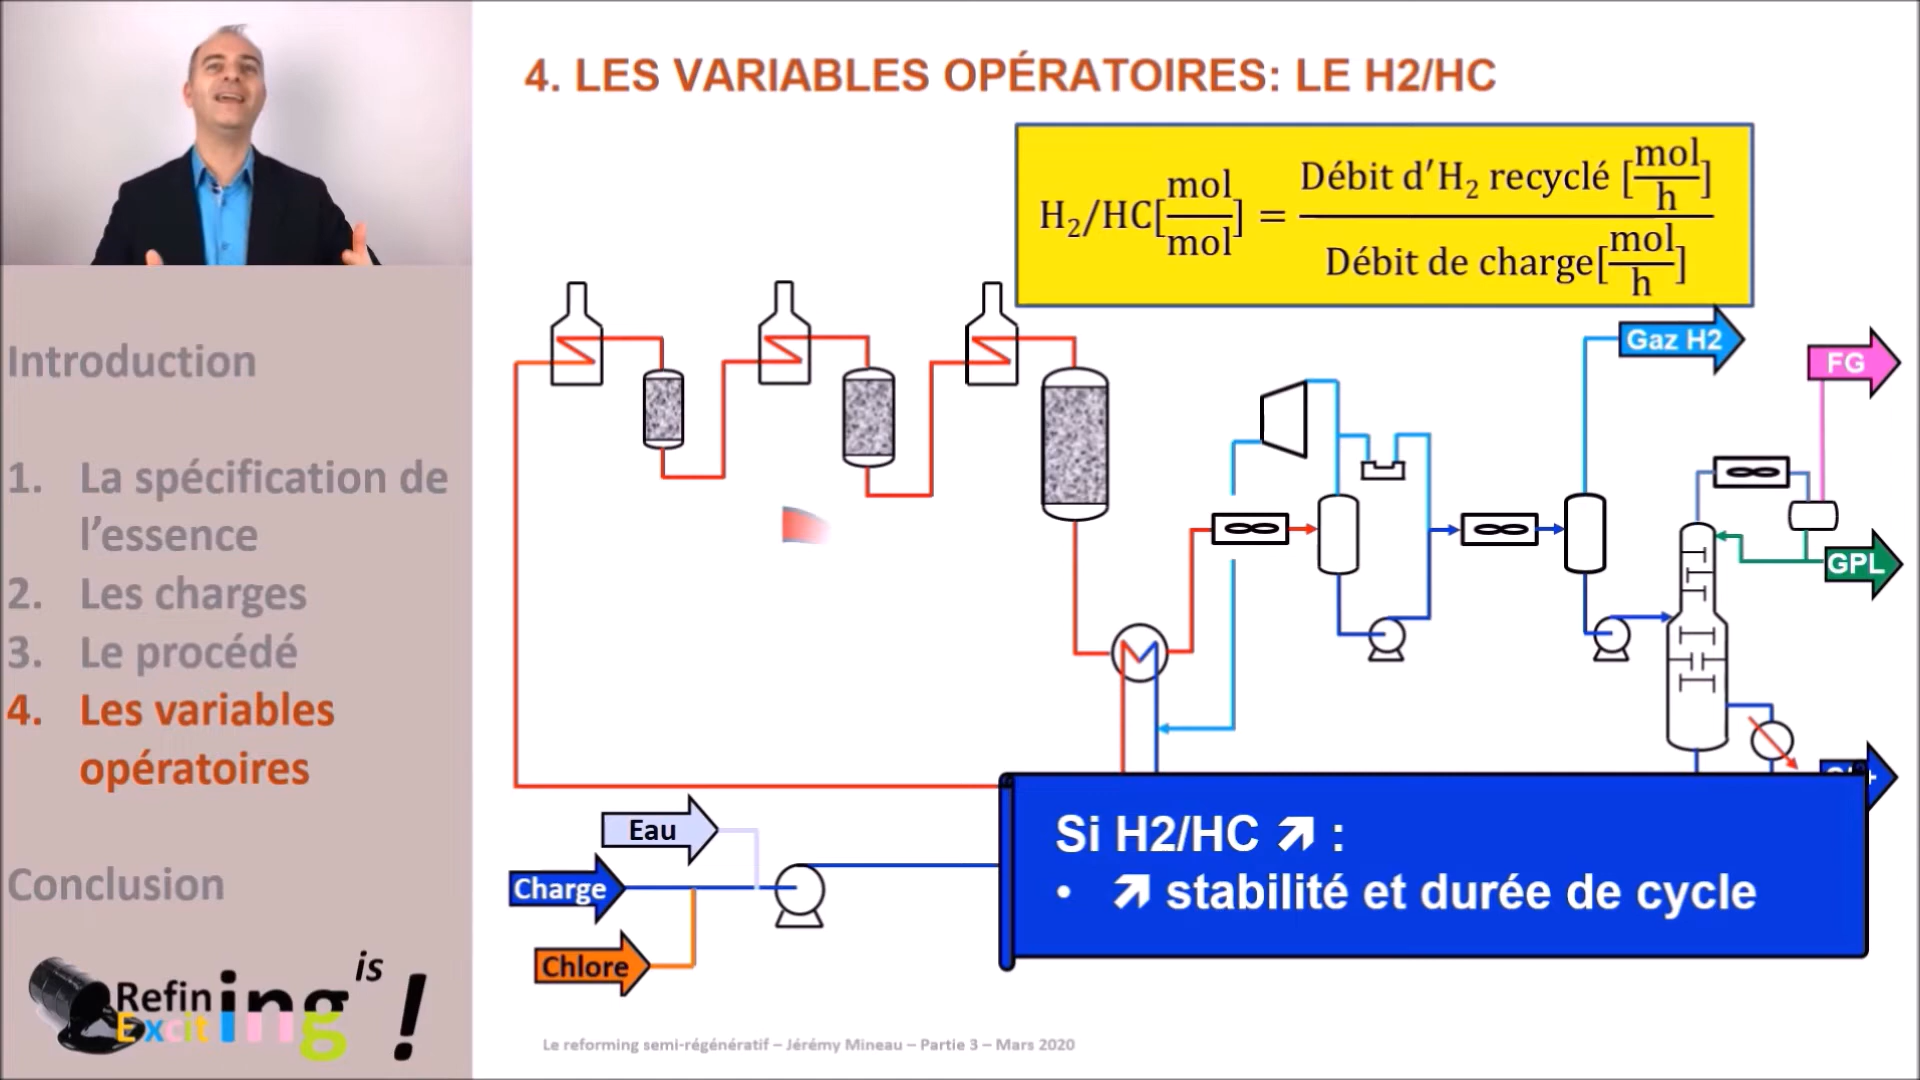 4. LES VARIABLES OPÉRATOIRES: LE H2/HC
H₂/HC[mol/mol] = Débit d'H₂ recyclé [mol/h] / Débit de charge[mol/h]
Introduction
1. La spécification de
l'essence
2. Les charges
3. Le procédé
4. Les variables
opératoires
Conclusion
Refin
Excit
ing
is
!
Gaz H2
FG
GPL
Eau
Charge
Chlore
Si H2/HC ↗ :
• ↗ stabilité et durée de cycle
Le reforming semi-régénératif – Jérémy Mineau – Partie 3 – Mars 2020